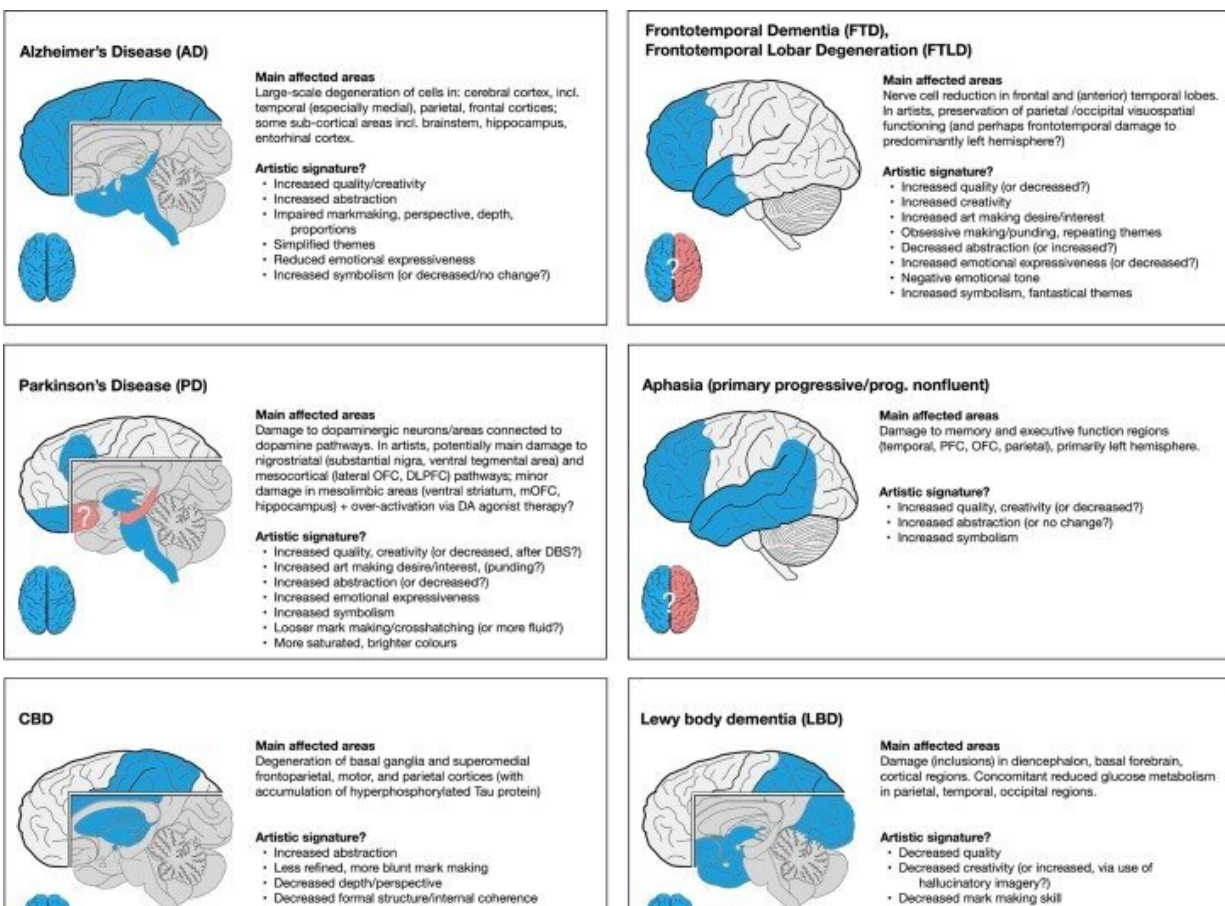 Alzheimer's Disease (AD)
Main affected areas
Large-scale degeneration of cells in: cerebral cortex, incl.
temporal (especially medial), parietal, frontal cortices;
some sub-cortical areas incl. brainstem, hippocampus,
entorhinal cortex.
Artistic signature?
• Increased quality/creativity
• Increased abstraction
• Impaired markmaking, perspective, depth,
proportions
• Simplified themes
• Reduced emotional expressiveness
• Increased symbolism (or decreased/no change?)
Frontotemporal Dementia (FTD),
Frontotemporal Lobar Degeneration (FTLD)
Main affected areas
Nerve cell reduction in frontal and (anterior) temporal lobes.
In artists, preservation of parietal /occipital visuospatial
functioning (and perhaps frontotemporal damage to
predominantly left hemisphere?)
Artistic signature?
• Increased quality (or decreased?)
• Increased creativity
• Increased art making desire/interest
• Obsessive making/punding, repeating themes
• Decreased abstraction (or increased?)
• Increased emotional expressiveness (or decreased?)
• Negative emotional tone
• Increased symbolism, fantastical themes
?
Parkinson's Disease (PD)
Main affected areas
Damage to dopaminergic neurons/areas connected to
dopamine pathways. In artists, potentially main damage to
nigrostriatal (substantial nigra, ventral tegmental area) and
mesocortical (lateral OFC, DLPFC) pathways; minor
damage in mesolimbic areas (ventral striatum, mOFC,
hippocampus) + over-activation via DA agonist therapy?
?
Artistic signature?
• Increased quality, creativity (or decreased, after DBS?)
• Increased art making desire/interest, (punding?)
• Increased abstraction (or decreased?)
• Increased emotional expressiveness
• Increased symbolism
• Looser mark making/crosshatching (or more fluid?)
• More saturated, brighter colours
Aphasia (primary progressive/prog. nonfluent)
Main affected areas
Damage to memory and executive function regions
(temporal, PFC, OFC, parietal), primarily left hemisphere.
Artistic signature?
• Increased quality, creativity (or decreased?)
• Increased abstraction (or no change?)
• Increased symbolism
?
CBD
Main affected areas
Degeneration of basal ganglia and superomedial
frontoparietal, motor, and parietal cortices (with
accumulation of hyperphosphorylated Tau protein)
Artistic signature?
• Increased abstraction
• Less refined, more blunt mark making
• Decreased depth/perspective
• Decreased formal structure/internal coherence
Lewy body dementia (LBD)
Main affected areas
Damage (inclusions) in diencephalon, basal forebrain,
cortical regions. Concomitant reduced glucose metabolism
in parietal, temporal, occipital regions.
Artistic signature?
• Decreased quality
• Decreased creativity (or increased, via use of
hallucinatory imagery?)
• Decreased mark making skill